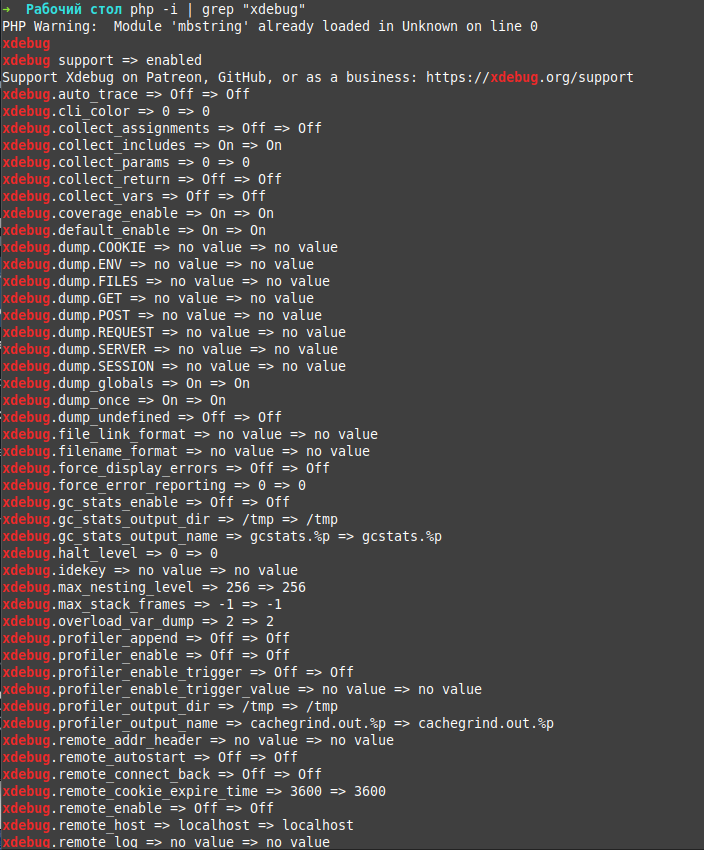 → Рабочий стол php -i | grep "xdebug"
PHP Warning:  Module 'mbstring' already loaded in Unknown on line 0
xdebug
xdebug support => enabled
Support Xdebug on Patreon, GitHub, or as a business: https://xdebug.org/support
xdebug.auto_trace => Off => Off
xdebug.cli_color => 0 => 0
xdebug.collect_assignments => Off => Off
xdebug.collect_includes => On => On
xdebug.collect_params => 0 => 0
xdebug.collect_return => Off => Off
xdebug.collect_vars => Off => Off
xdebug.coverage_enable => On => On
xdebug.default_enable => On => On
xdebug.dump.COOKIE => no value => no value
xdebug.dump.ENV => no value => no value
xdebug.dump.FILES => no value => no value
xdebug.dump.GET => no value => no value
xdebug.dump.POST => no value => no value
xdebug.dump.REQUEST => no value => no value
xdebug.dump.SERVER => no value => no value
xdebug.dump.SESSION => no value => no value
xdebug.dump_globals => On => On
xdebug.dump_once => On => On
xdebug.dump_undefined => Off => Off
xdebug.file_link_format => no value => no value
xdebug.filename_format => no value => no value
xdebug.force_display_errors => Off => Off
xdebug.force_error_reporting => 0 => 0
xdebug.gc_stats_enable => Off => Off
xdebug.gc_stats_output_dir => /tmp => /tmp
xdebug.gc_stats_output_name => gcstats.%p => gcstats.%p
xdebug.halt_level => 0 => 0
xdebug.idekey => no value => no value
xdebug.max_nesting_level => 256 => 256
xdebug.max_stack_frames => -1 => -1
xdebug.overload_var_dump => 2 => 2
xdebug.profiler_append => Off => Off
xdebug.profiler_enable => Off => Off
xdebug.profiler_enable_trigger => Off => Off
xdebug.profiler_enable_trigger_value => no value => no value
xdebug.profiler_output_dir => /tmp => /tmp
xdebug.profiler_output_name => cachegrind.out.%p => cachegrind.out.%p
xdebug.remote_addr_header => no value => no value
xdebug.remote_autostart => Off => Off
xdebug.remote_connect_back => Off => Off
xdebug.remote_cookie_expire_time => 3600 => 3600
xdebug.remote_enable => Off => Off
xdebug.remote_host => localhost => localhost
xdebug.remote_log => no value => no value